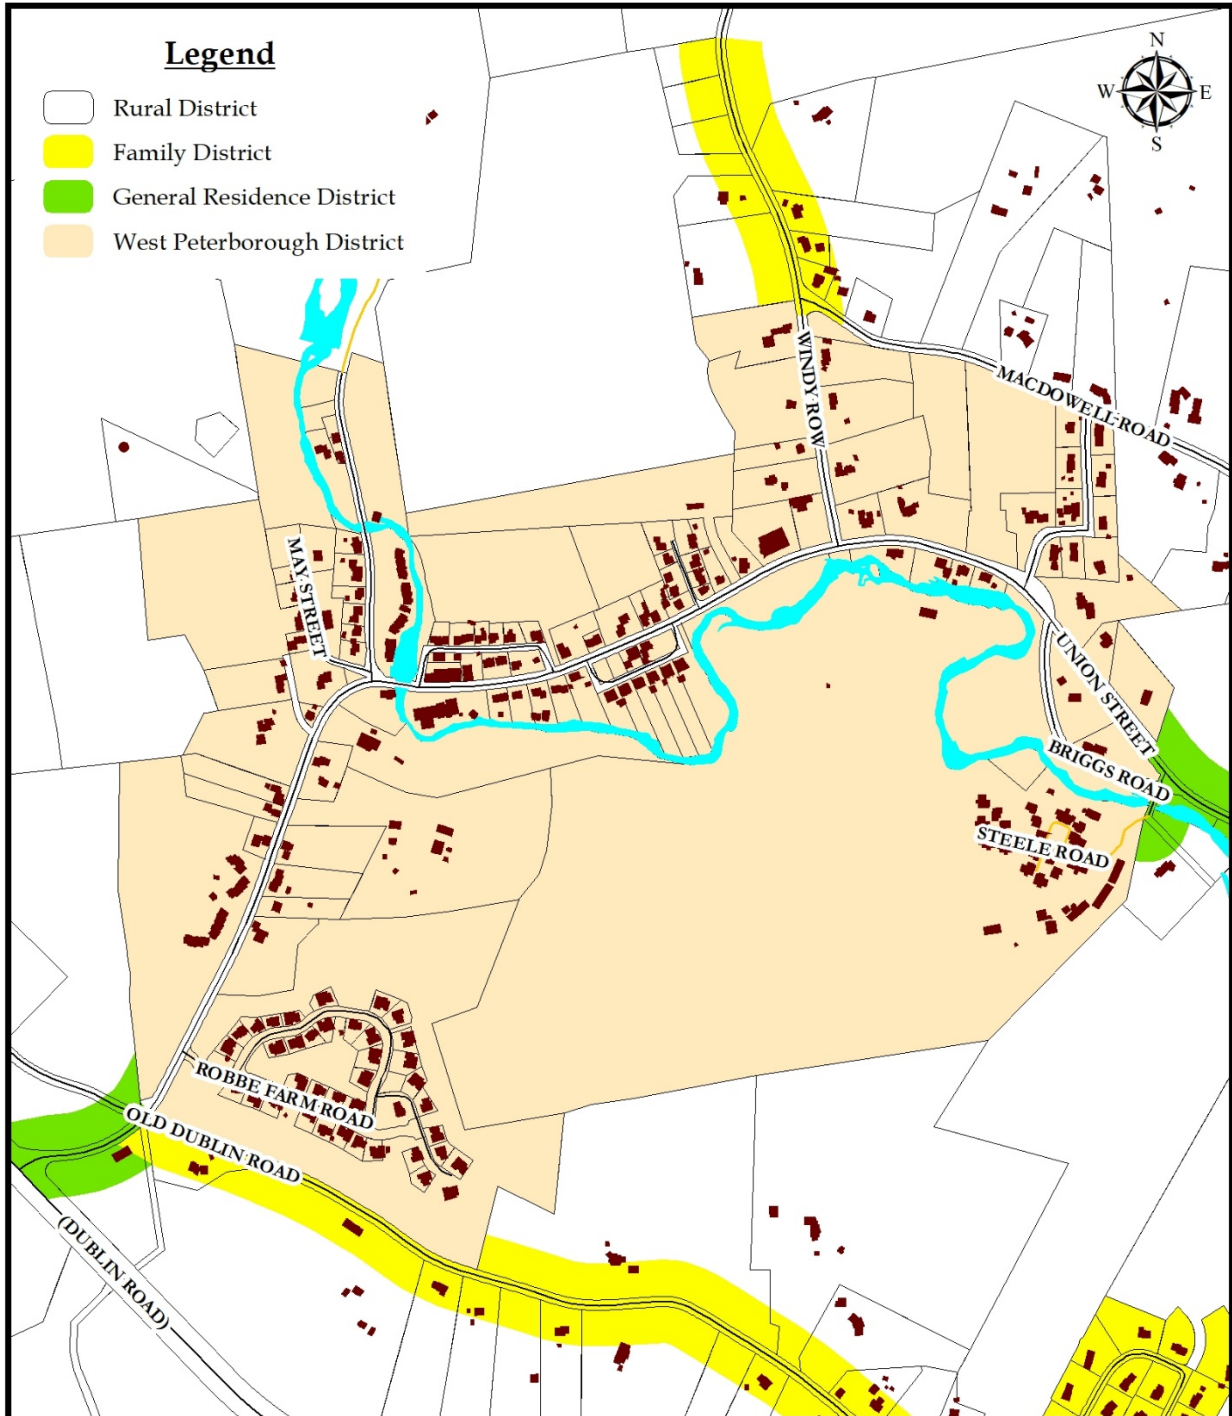 Legend
Rural District
Family District
General Residence District
West Peterborough District
N
W E
S
WINDY ROW
MACDOWELL ROAD
MAY STREET
UNION STREET
BRIGGS ROAD
STEELE ROAD
ROBBE FARM ROAD
OLD DUBLIN ROAD
(DUBLIN ROAD)